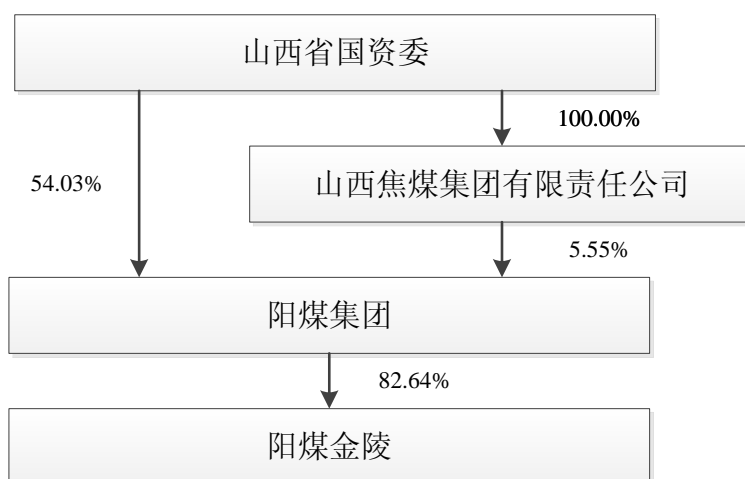 山西省国资委
100.00%
54.03%
山西焦煤集团有限责任公司
5.55%
阳煤集团
82.64%
阳煤金陵